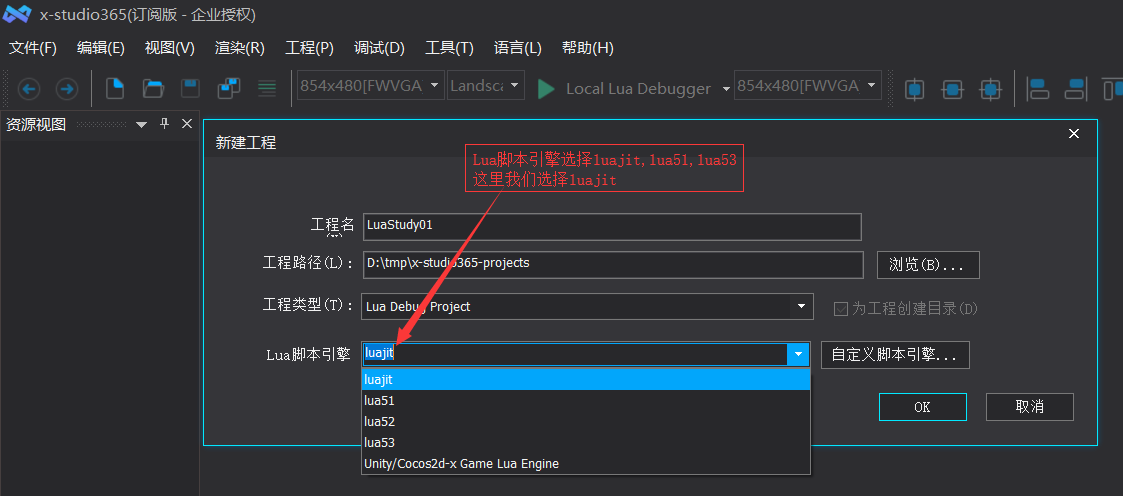 x-studio365(订阅版 - 企业授权)
文件(F) 编辑(E) 视图(V) 渲染(R) 工程(P) 调试(D) 工具(T) 语言(L) 帮助(H)
854x480[FWVGA Landsca Local Lua Debugger 854x480[FWVGA
资源视图
新建工程
Lua脚本引擎选择luajit,lua51,lua53
这里我们选择luajit
工程名 LuaStudy01
工程路径(L): D:\tmp\x-studio365-projects 浏览(B)...
工程类型(T): Lua Debug Project 为工程创建目录(D)
Lua脚本引擎 luajit 自定义脚本引擎...
luajit
lua51
lua52
lua53
Unity/Cocos2d-x Game Lua Engine
OK 取消